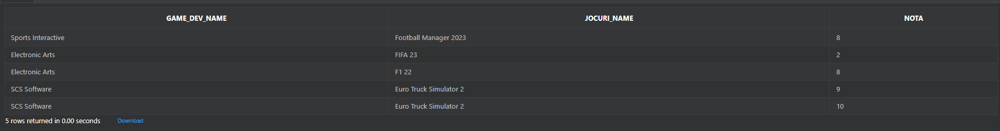 GAME_DEV_NAME JOCURI_NAME NOTA
Sports Interactive Football Manager 2023 8
Electronic Arts FIFA 23 2
Electronic Arts F1 22 8
SCS Software Euro Truck Simulator 2 9
SCS Software Euro Truck Simulator 2 10
5 rows returned in 0.00 seconds Download